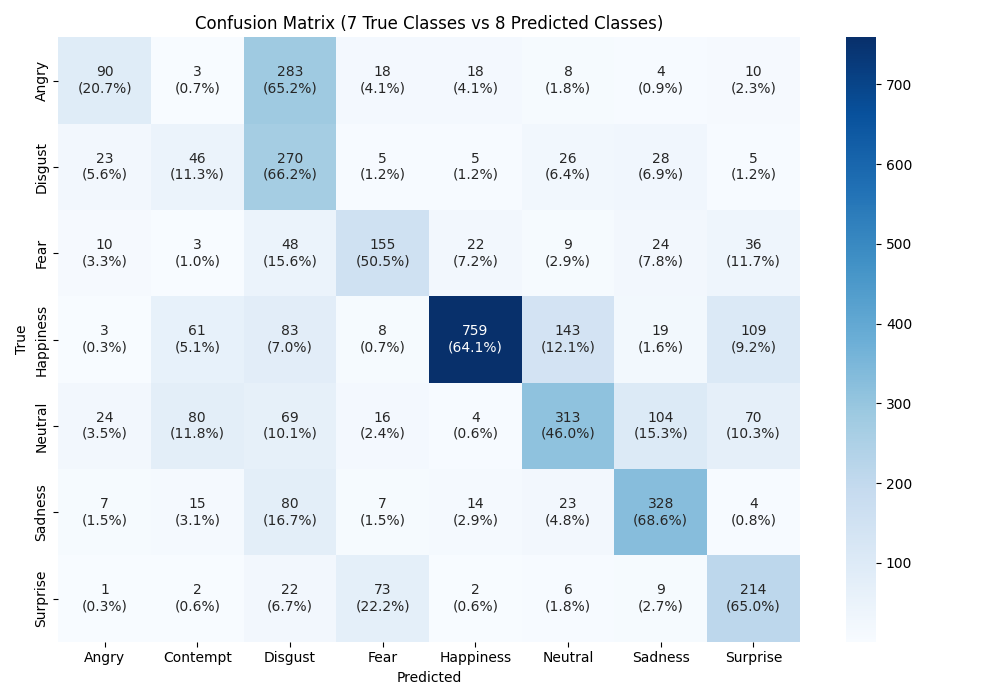 Confusion Matrix (7 True Classes vs 8 Predicted Classes)
Angry
90 3 283 18 18 8 4 10
(20.7%) (0.7%) (65.2%) (4.1%) (4.1%) (1.8%) (0.9%) (2.3%)
Disgust
23 46 270 5 5 26 28 5
(5.6%) (11.3%) (66.2%) (1.2%) (1.2%) (6.4%) (6.9%) (1.2%)
Fear
10 3 48 155 22 9 24 36
(3.3%) (1.0%) (15.6%) (50.5%) (7.2%) (2.9%) (7.8%) (11.7%)
True
Happiness
3 61 83 8 759 143 19 109
(0.3%) (5.1%) (7.0%) (0.7%) (64.1%) (12.1%) (1.6%) (9.2%)
Neutral
24 80 69 16 4 313 104 70
(3.5%) (11.8%) (10.1%) (2.4%) (0.6%) (46.0%) (15.3%) (10.3%)
Sadness
7 15 80 7 14 23 328 4
(1.5%) (3.1%) (16.7%) (1.5%) (2.9%) (4.8%) (68.6%) (0.8%)
Surprise
1 2 22 73 2 6 9 214
(0.3%) (0.6%) (6.7%) (22.2%) (0.6%) (1.8%) (2.7%) (65.0%)
Angry Contempt Disgust Fear Happiness Neutral Sadness Surprise
Predicted
700
600
500
400
300
200
100